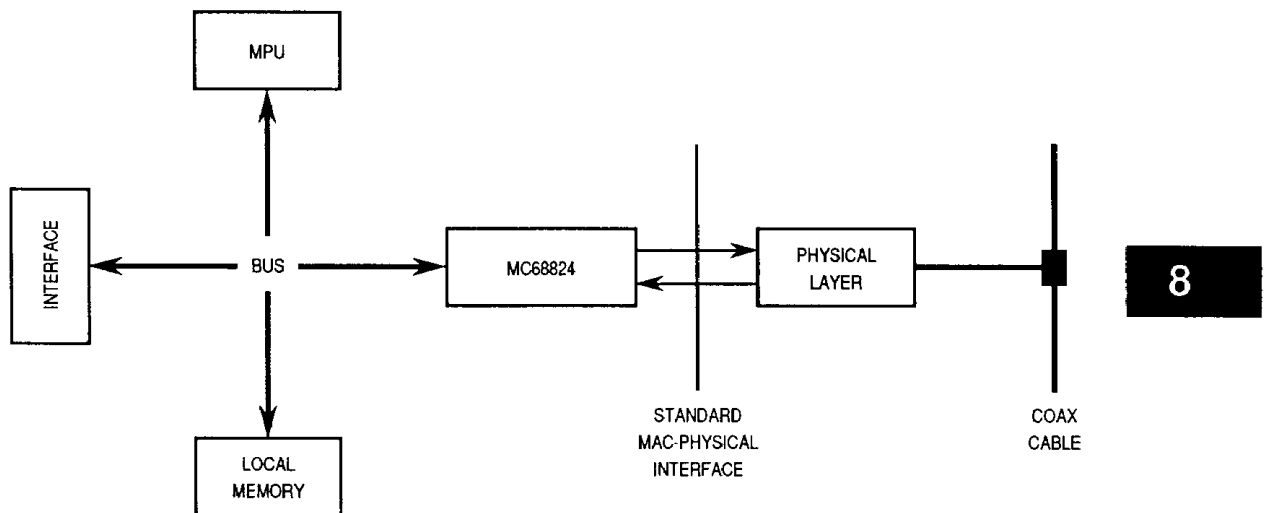 MPU
INTERFACE
BUS
MC68824
PHYSICAL
LAYER
8
STANDARD
MAC-PHYSICAL
INTERFACE
COAX
CABLE
LOCAL
MEMORY